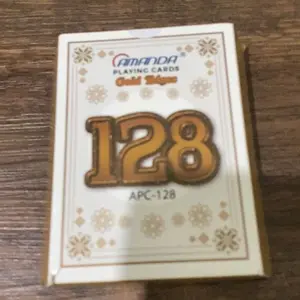 AMANDA®
PLAYING CARDS
Gold Edges
128
APC-128